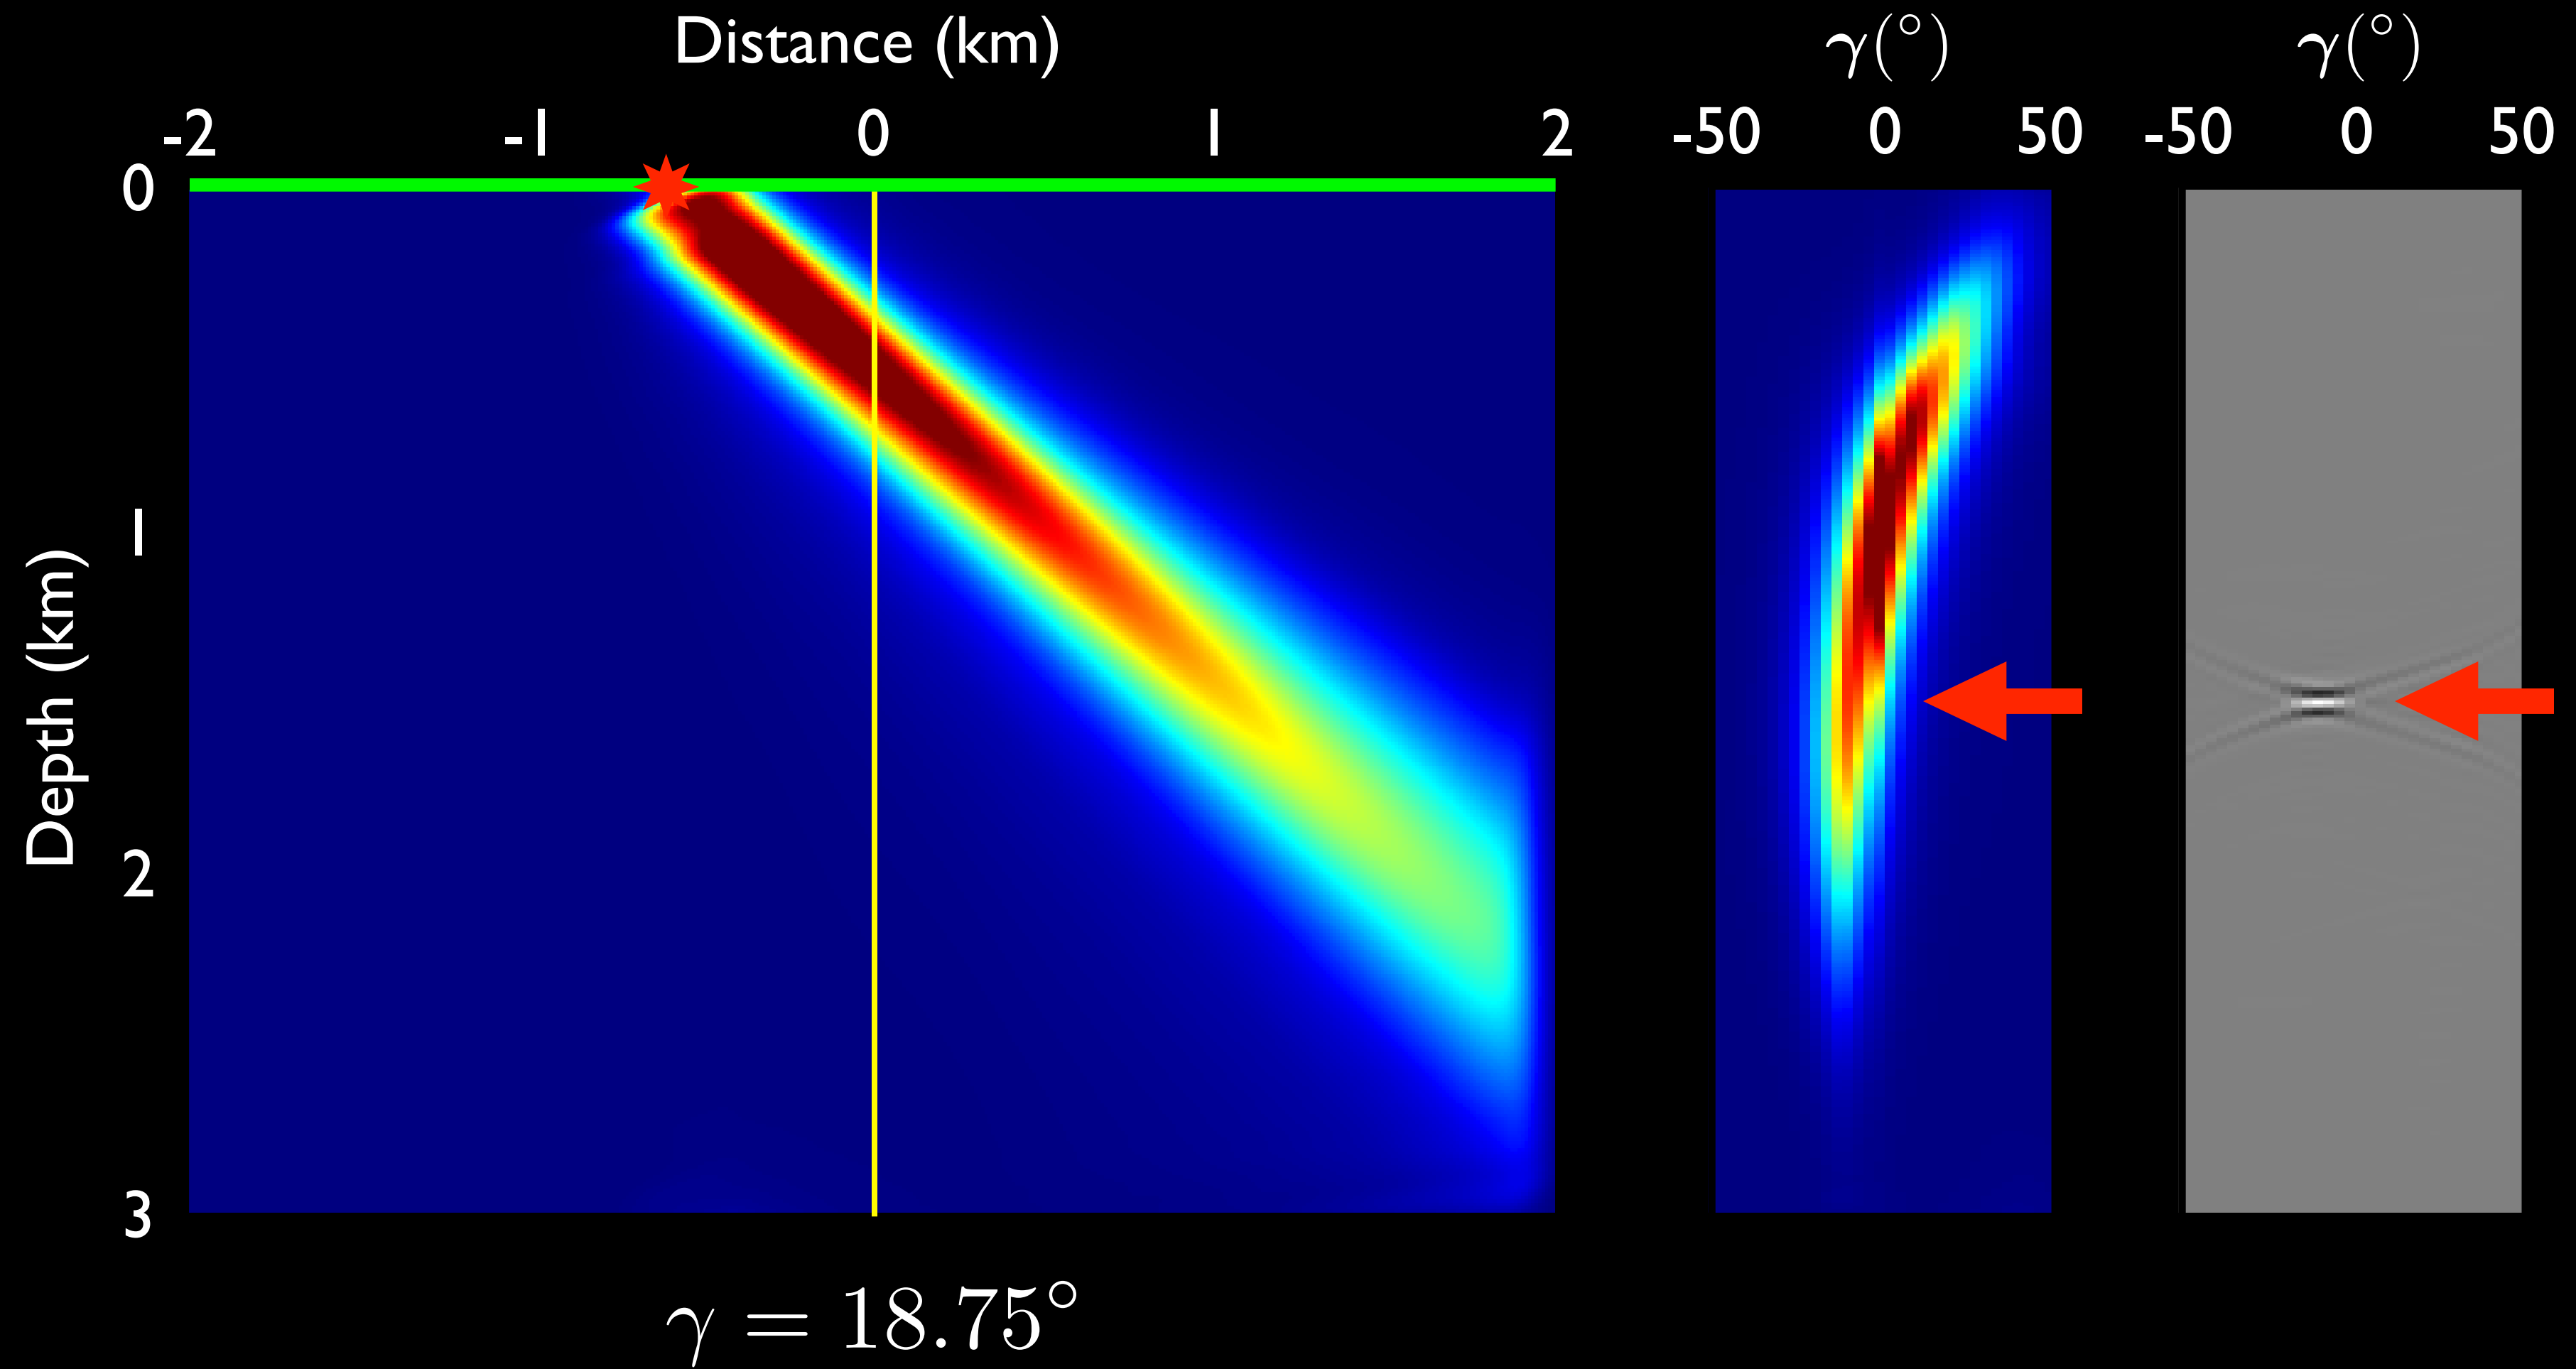 Distance (km) γ(°) γ(°)
-2 -1 0 1 2 -50 0 50 -50 0 50
0
1
Depth (km)
2
3
γ = 18.75°